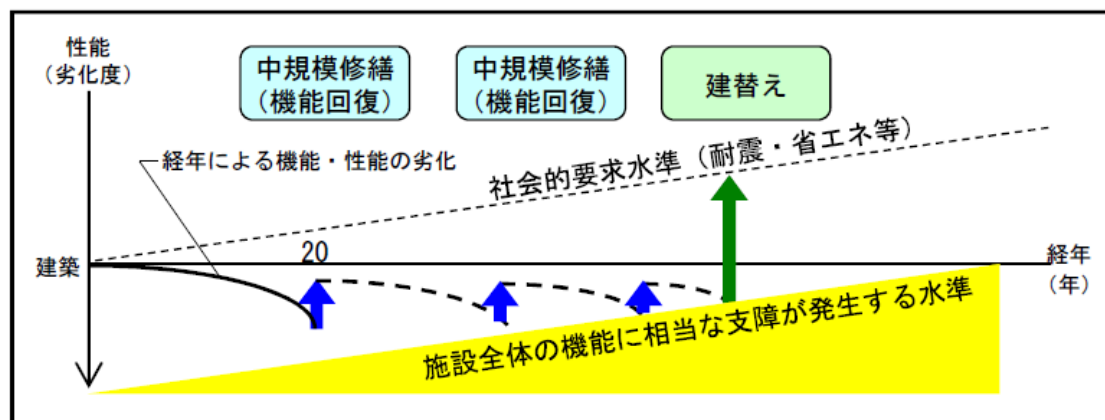 性能
(劣化度)
中規模修繕
(機能回復)
中規模修繕
(機能回復)
建替え
経年による機能・性能の劣化
社会的要求水準(耐震・省エネ等)
20
建築
経年
(年)
施設全体の機能に相当な支障が発生する水準